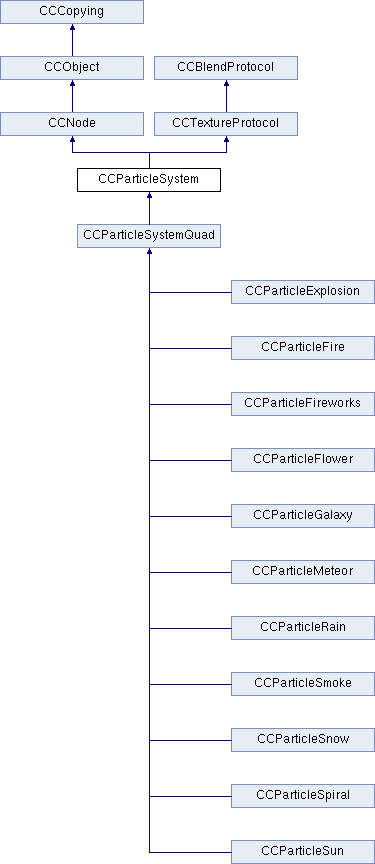 CCCopying
CCObject
CCBlendProtocol
CCNode
CCTextureProtocol
CCParticleSystem
CCParticleSystemQuad
CCParticleExplosion
CCParticleFire
CCParticleFireworks
CCParticleFlower
CCParticleGalaxy
CCParticleMeteor
CCParticleRain
CCParticleSmoke
CCParticleSnow
CCParticleSpiral
CCParticleSun